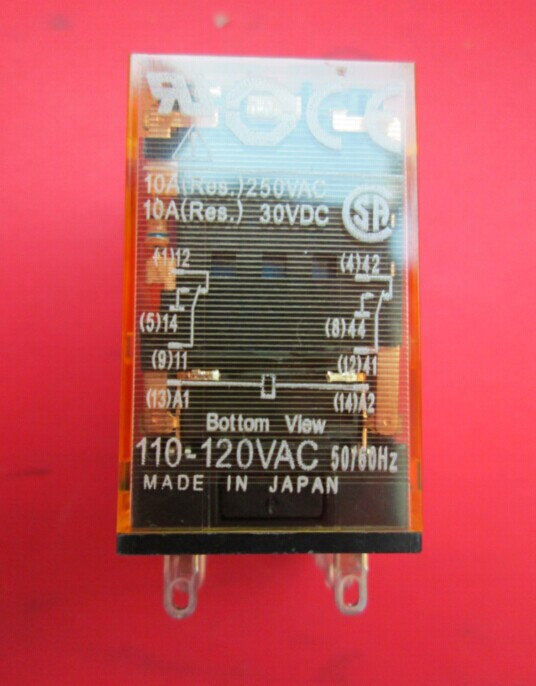 10A(Res.)250VAC
10A(Res.) 30VDC
SA
(1)12 (4)42
(5)14 (8)44
(9)11 (12)41
(13)A1 (14)A2
Bottom View
110-120VAC 50/60Hz
MADE IN JAPAN